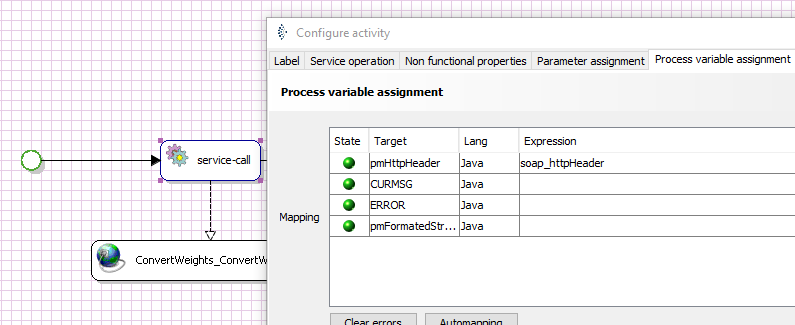 Configure activity
Label Service operation Non functional properties Parameter assignment Process variable assignment
Process variable assignment
State Target Lang Expression
pmHttpHeader Java soap_httpHeader
CURMSG Java
ERROR Java
pmFormatedStr... Java
Mapping
service-call
ConvertWeights_ConvertW
Clear errors Automapping